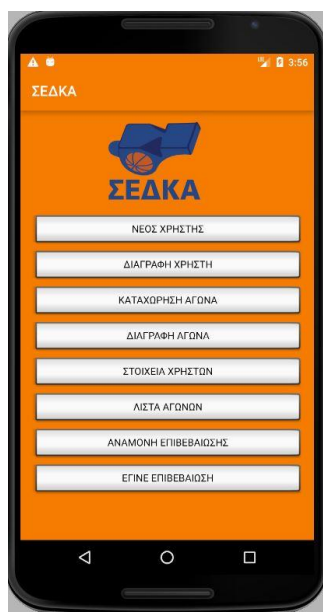 3:56
ΣΕΔΚΑ
ΣΕΔΚΑ
ΝΕΟΣ ΧΡΗΣΤΗΣ
ΔΙΑΓΡΑΦΗ ΧΡΗΣΤΗ
ΚΑΤΑΧΩΡΗΣΗ ΑΓΩΝΑ
ΔΙΑΓΡΑΦΗ ΑΓΩΝΑ
ΣΤΟΙΧΕΙΑ ΧΡΗΣΤΩΝ
ΛΙΣΤΑ ΑΓΩΝΩΝ
ΑΝΑΜΟΝΗ ΕΠΙΒΕΒΑΙΩΣΗΣ
ΕΓΙΝΕ ΕΠΙΒΕΒΑΙΩΣΗ